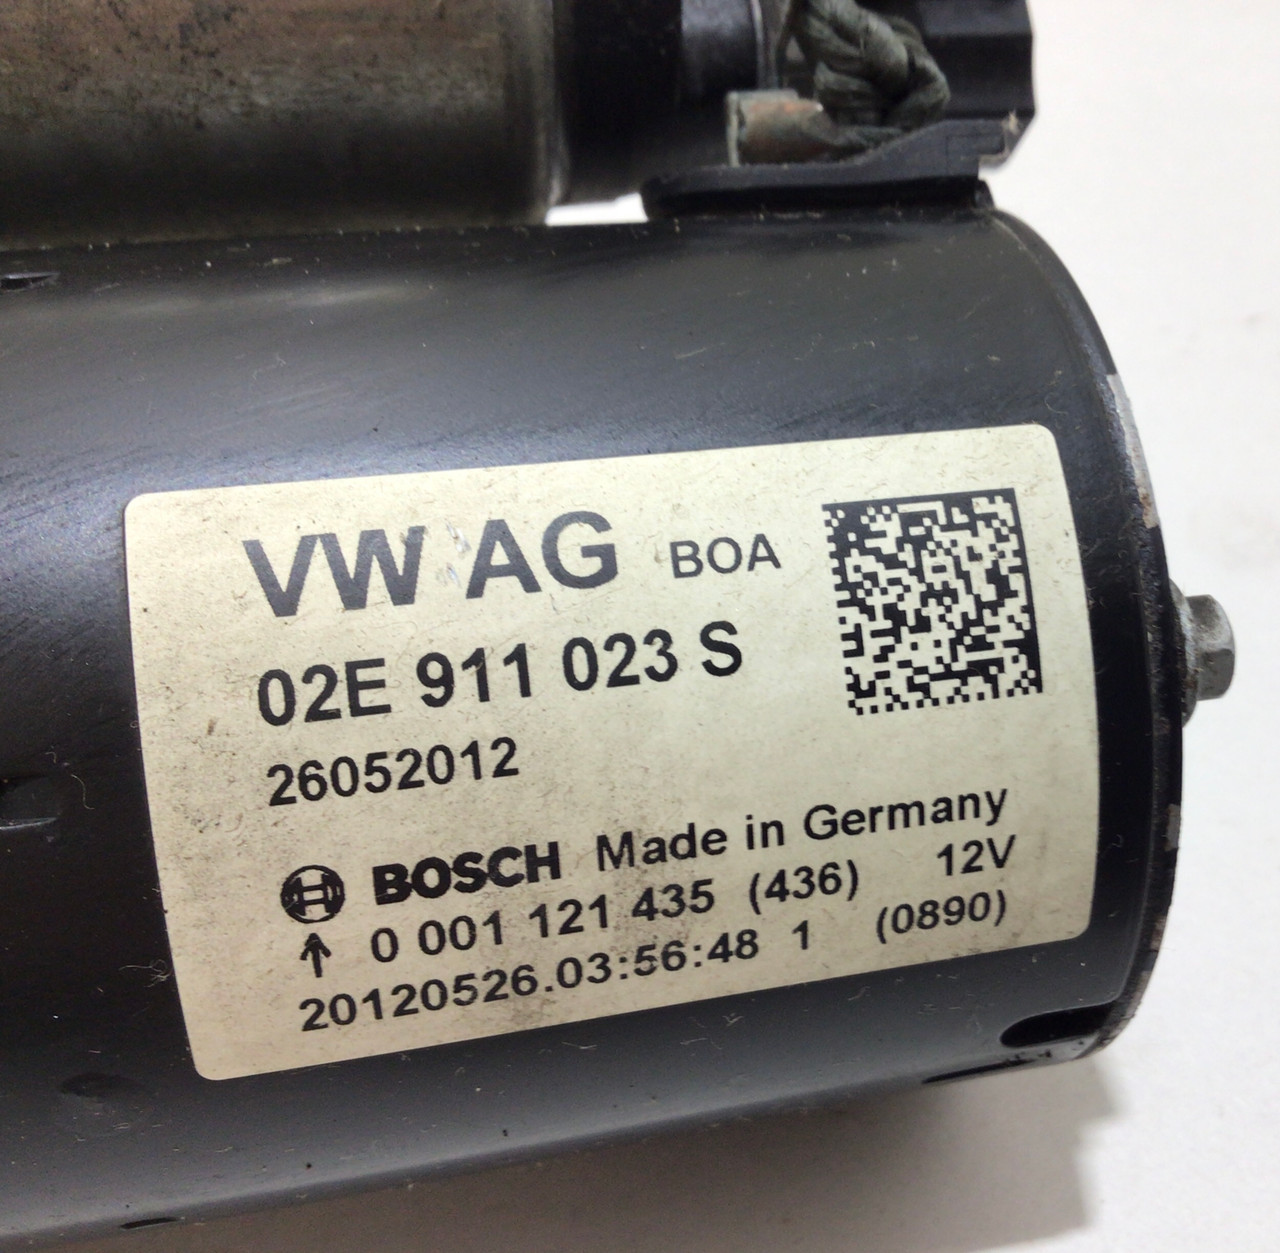 VW AG BOA
02E 911 023 S
26052012
BOSCH Made in Germany
0 001 121 435 (436) 12V
20120526.03:56:48 1 (0890)